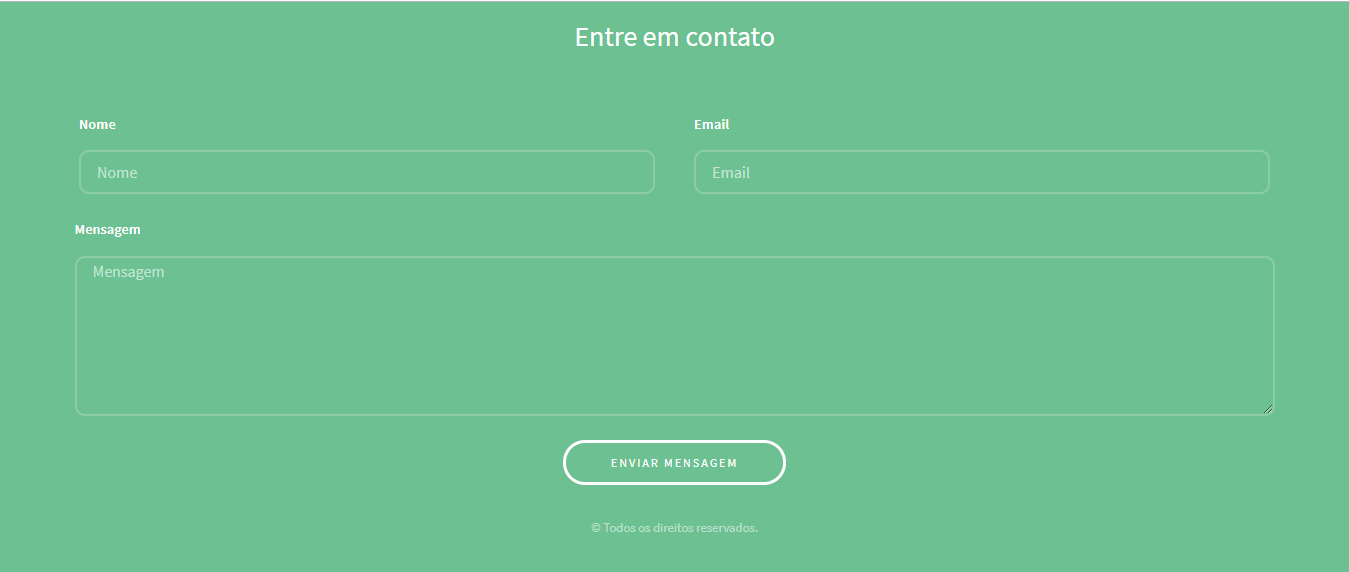 Entre em contato
Nome
Email
Nome
Email
Mensagem
Mensagem
ENVIAR MENSAGEM
© Todos os direitos reservados.